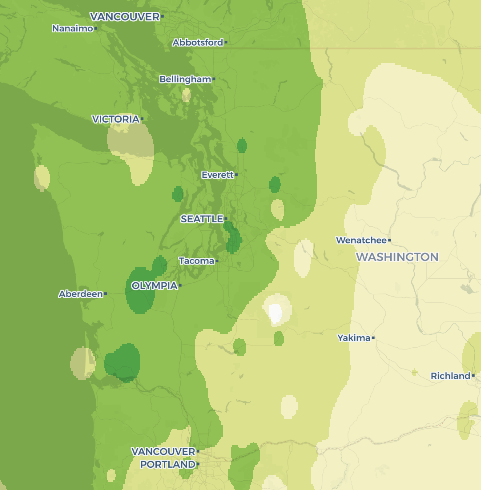 VANCOUVER
Nanaimo
Abbotsford
Bellingham
VICTORIA
Everett
SEATTLE
Wenatchee
WASHINGTON
Tacoma
OLYMPIA
Aberdeen
Yakima
Richland
VANCOUVER
PORTLAND